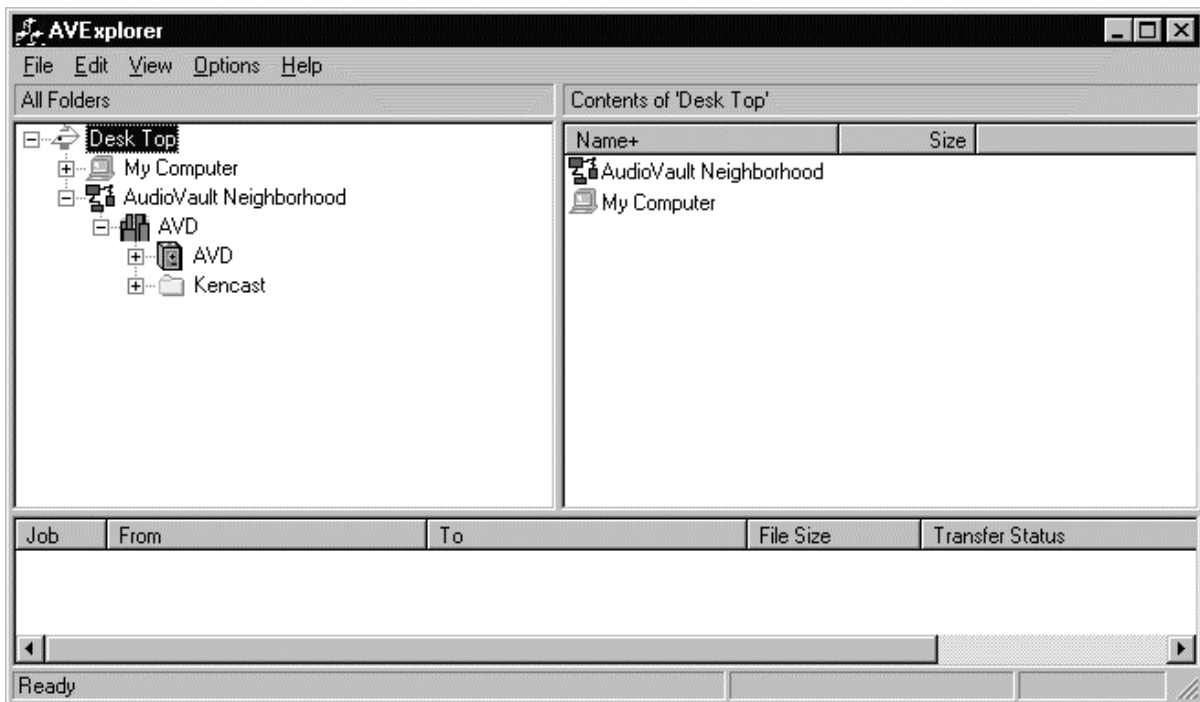 AVExplorer
File Edit View Options Help
All Folders
Contents of 'Desk Top'
Desk Top
My Computer
AudioVault Neighborhood
AVD
AVD
Kencast
Name+ Size
AudioVault Neighborhood
My Computer
Job From To File Size Transfer Status
Ready